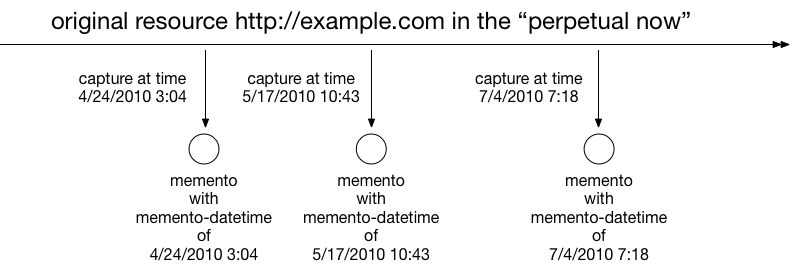 original resource http://example.com in the “perpetual now”
capture at time
4/24/2010 3:04
capture at time
5/17/2010 10:43
capture at time
7/4/2010 7:18
memento
with
memento-datetime
of
4/24/2010 3:04
memento
with
memento-datetime
of
5/17/2010 10:43
memento
with
memento-datetime
of
7/4/2010 7:18